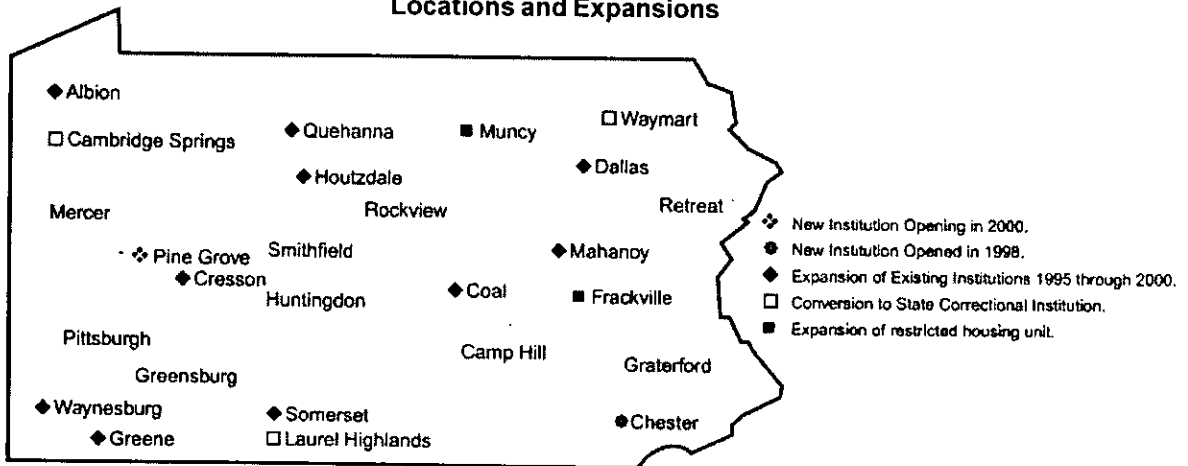 Locations and Expansions
Albion
Cambridge Springs
Quehanna
Muncy
Waymart
Houtzdale
Dallas
Mercer
Rockview
Retreat
Pine Grove
Smithfield
Mahanoy
Cresson
Huntingdon
Coal
Frackville
Pittsburgh
Camp Hill
Greensburg
Graterford
Waynesburg
Somerset
Chester
Greene
Laurel Highlands
New Institution Opening in 2000.
New Institution Opened in 1998.
Expansion of Existing Institutions 1995 through 2000.
Conversion to State Correctional Institution.
Expansion of restricted housing unit.